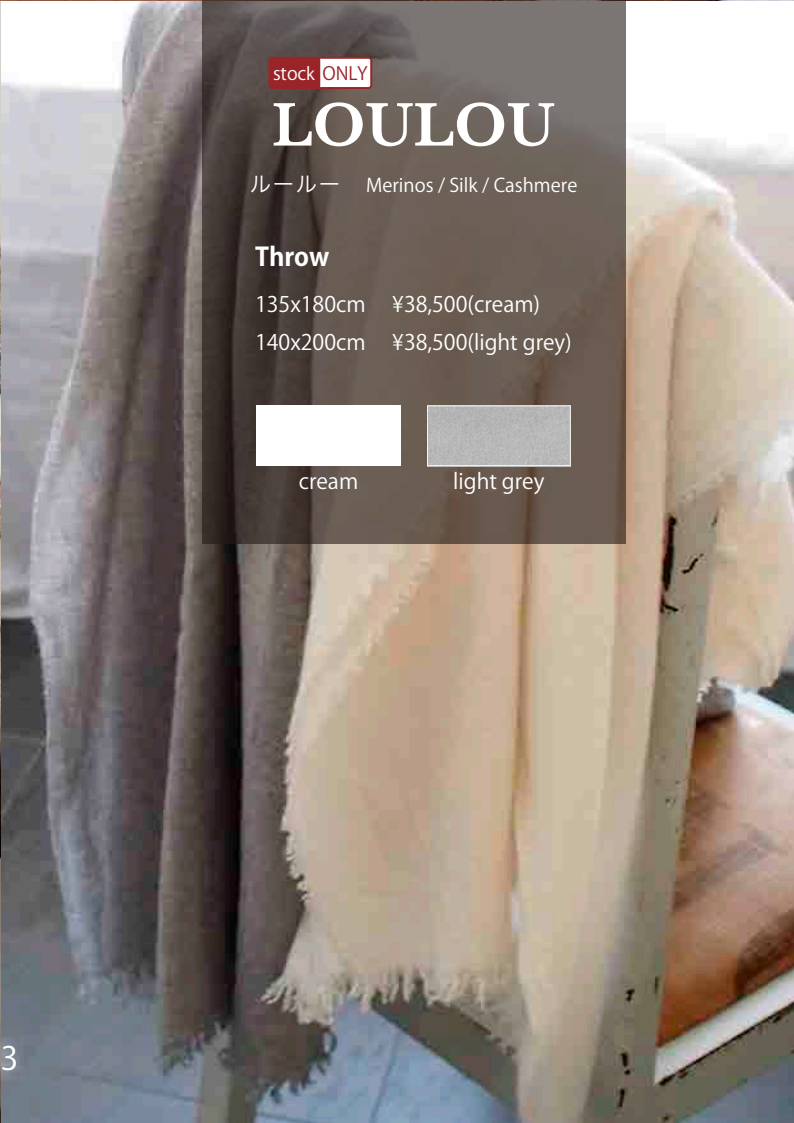 stock ONLY
LOULOU
ルールー Merinos / Silk / Cashmere
Throw
135x180cm ¥38,500(cream)
140x200cm ¥38,500(light grey)
cream light grey
3